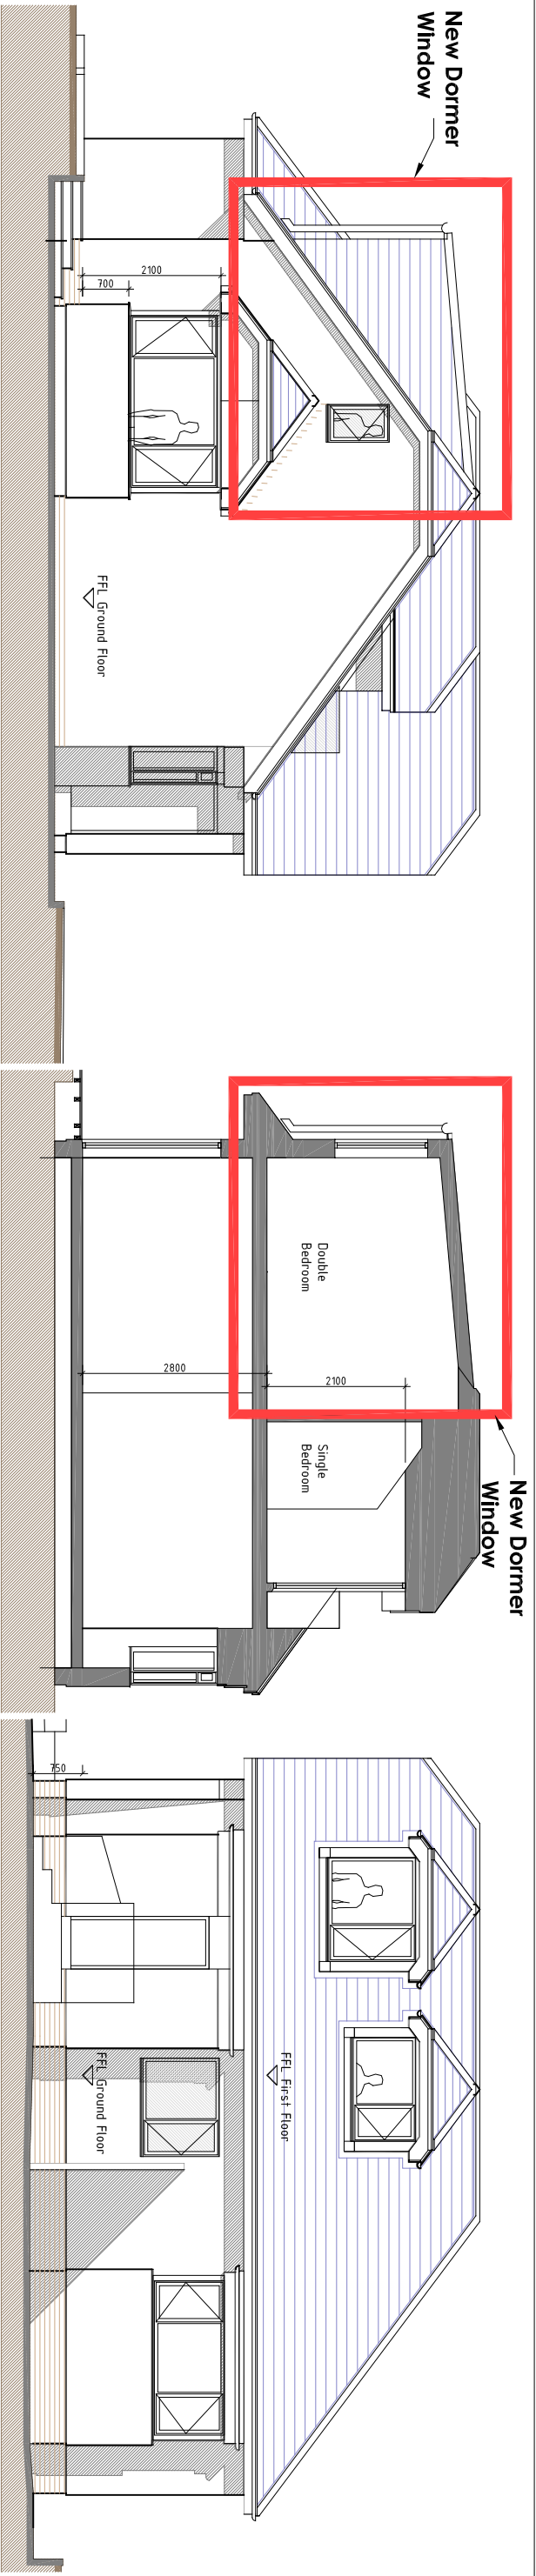 New Dormer
Window
2100
700
FFL Ground Floor
New Dormer
Window
Double
Bedroom
2800
2100
Single
Bedroom
750
FFL First Floor
FFL Ground Floor